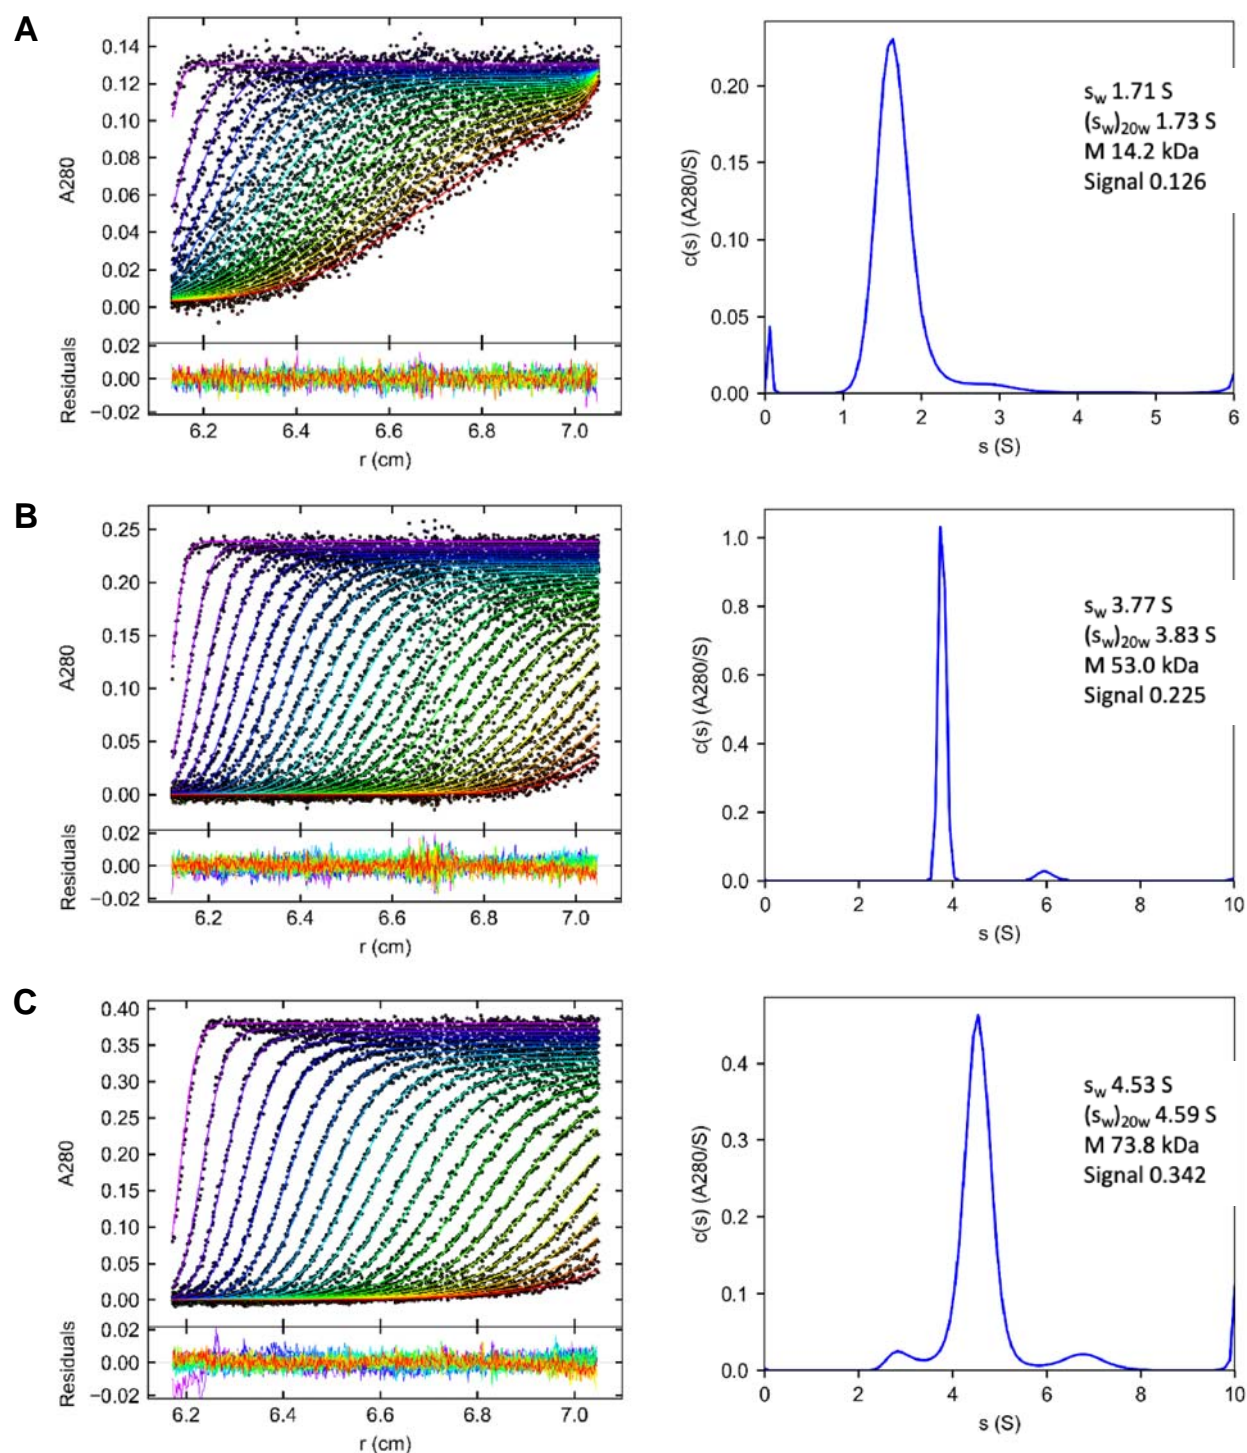 A
0.14
0.12
0.10
0.08
0.06
0.04
0.02
0.00
A280
0.02
0.00
−0.02
Residuals
6.2 6.4 6.6 6.8 7.0
r (cm)
0.20
0.15
0.10
0.05
0.00
c(s) (A280/S)
0 1 2 3 4 5 6
s (S)
sw 1.71 S
(sw)20w 1.73 S
M 14.2 kDa
Signal 0.126
B
0.25
0.20
0.15
0.10
0.05
0.00
A280
0.02
0.00
−0.02
Residuals
6.2 6.4 6.6 6.8 7.0
r (cm)
1.0
0.8
0.6
0.4
0.2
0.0
c(s) (A280/S)
0 2 4 6 8 10
s (S)
sw 3.77 S
(sw)20w 3.83 S
M 53.0 kDa
Signal 0.225
C
0.40
0.35
0.30
0.25
0.20
0.15
0.10
0.05
0.00
A280
0.02
0.00
−0.02
Residuals
6.2 6.4 6.6 6.8 7.0
r (cm)
0.4
0.3
0.2
0.1
0.0
c(s) (A280/S)
0 2 4 6 8 10
s (S)
sw 4.53 S
(sw)20w 4.59 S
M 73.8 kDa
Signal 0.342